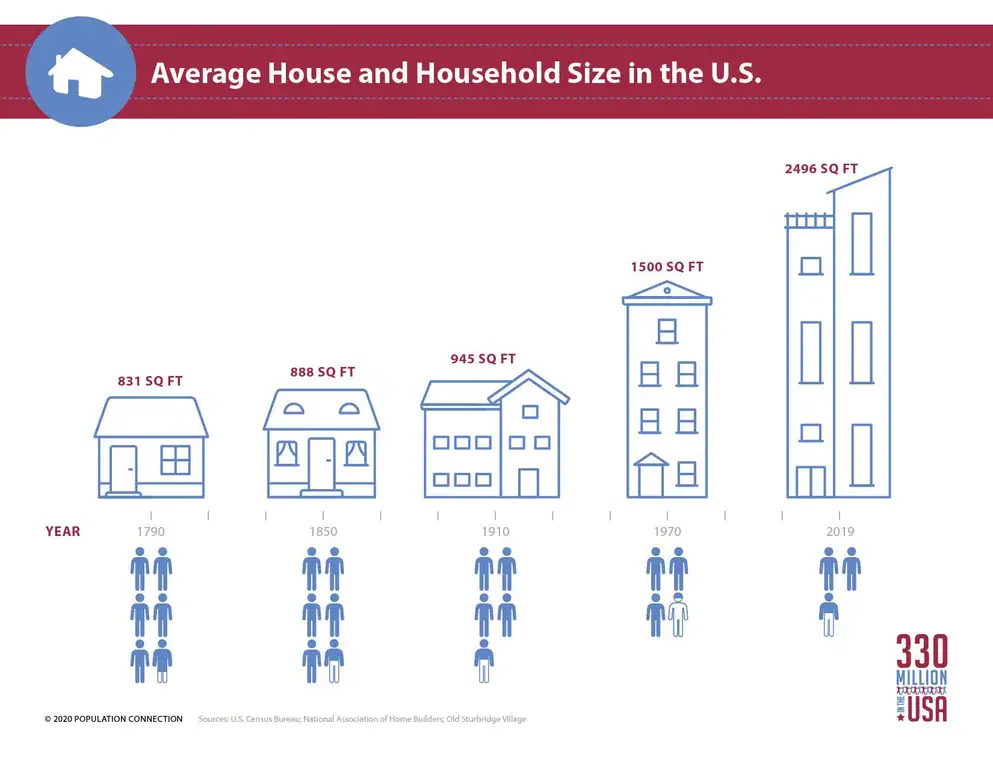 Average House and Household Size in the U.S.
2496 SQ FT
1500 SQ FT
945 SQ FT
888 SQ FT
831 SQ FT
YEAR 1790 1850 1910 1970 2019
330
MILLION
IN THE
USA
© 2020 POPULATION CONNECTION Sources: U.S. Census Bureau; National Association of Home Builders; Old Sturbridge Village